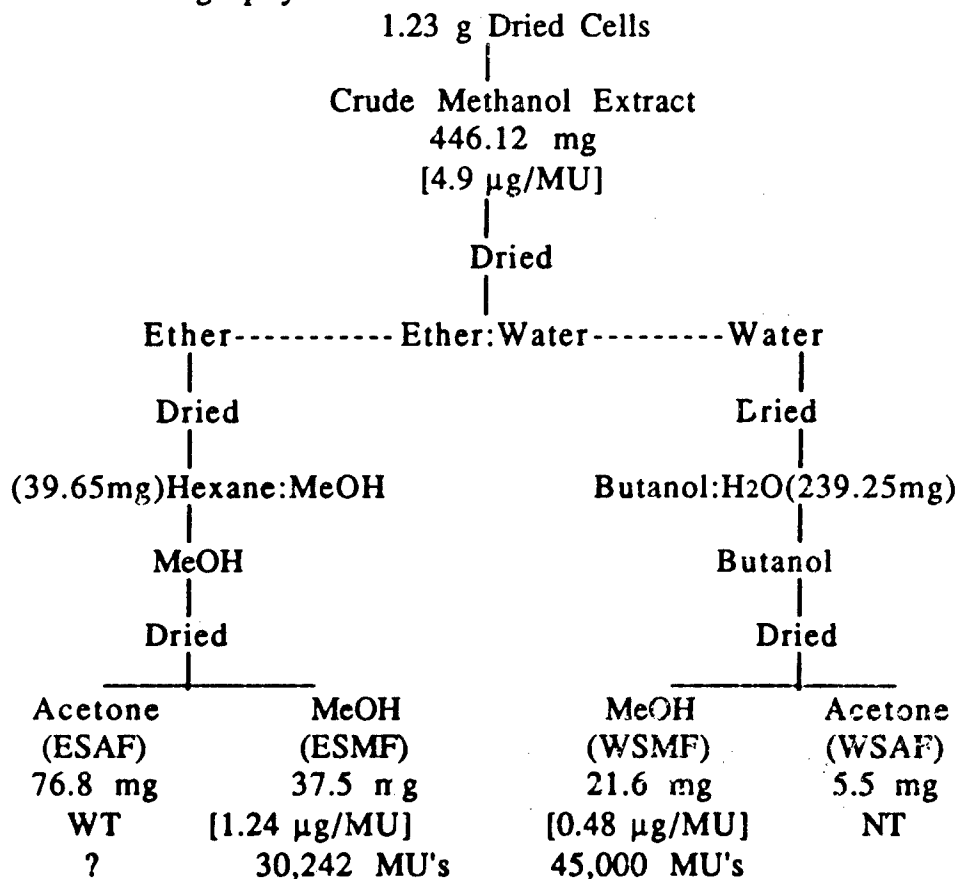 1.23 g Dried Cells
Crude Methanol Extract
446.12 mg
[4.9 µg/MU]
Dried
Ether----------- Ether:Water---------Water
Dried Dried
(39.65mg)Hexane:MeOH Butanol:H2O(239.25mg)
MeOH Butanol
Dried Dried
Acetone MeOH MeOH Acetone
(ESAF) (ESMF) (WSMF) (WSAF)
76.8 mg 37.5 mg 21.6 mg 5.5 mg
WT [1.24 µg/MU] [0.48 µg/MU] NT
? 30,242 MU's 45,000 MU's